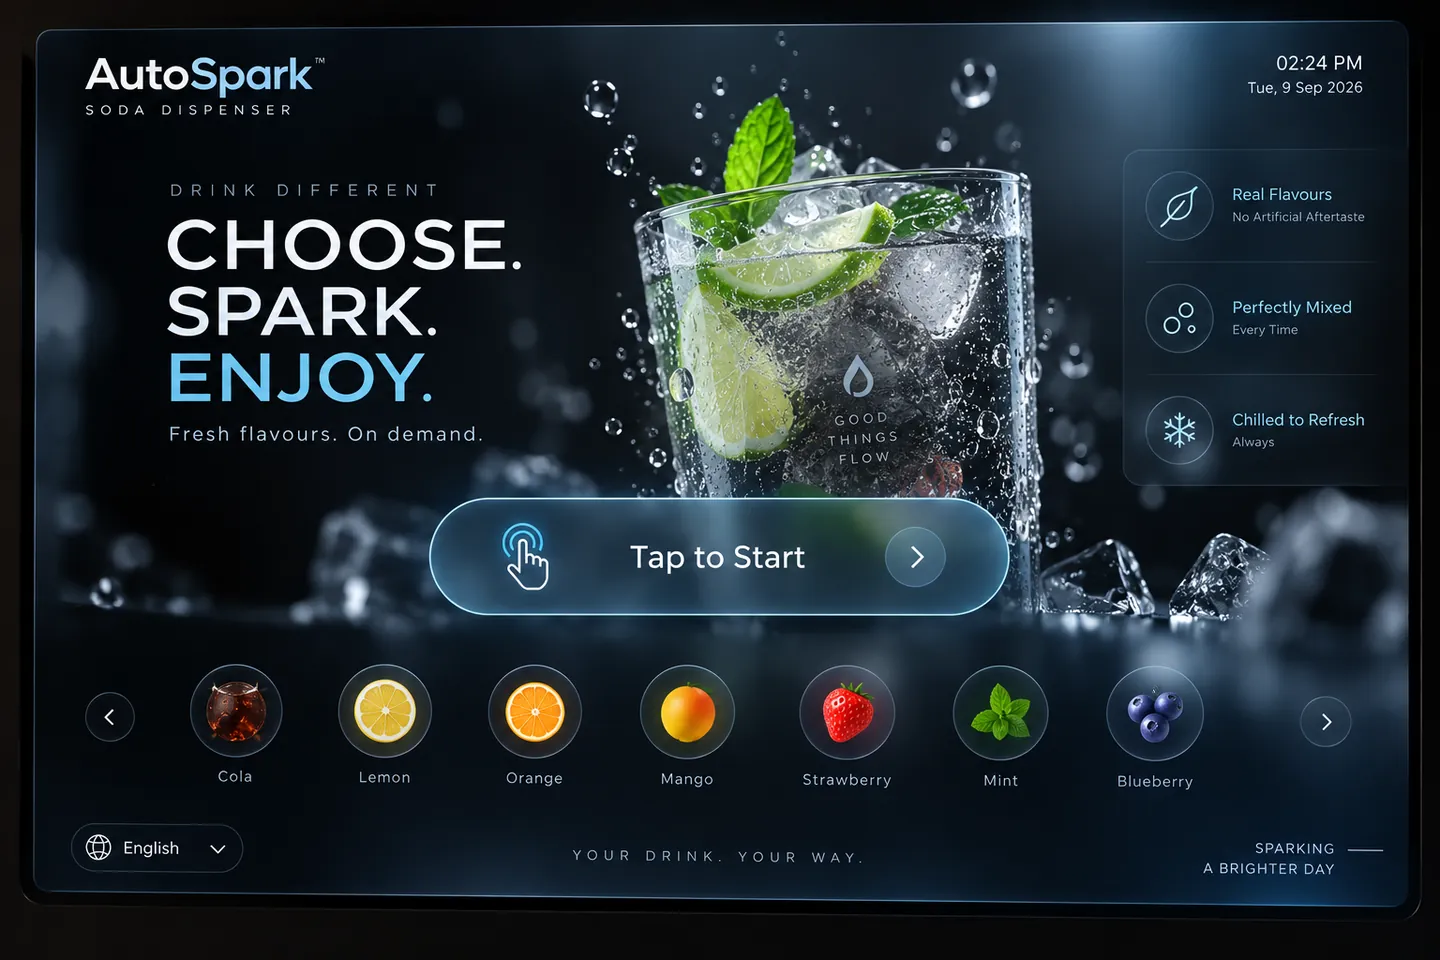 AutoSpark™
SODA DISPENSER
02:24 PM
Tue, 9 Sep 2026
DRINK DIFFERENT
CHOOSE.
SPARK.
ENJOY.
Fresh flavours. On demand.
GOOD
THINGS
FLOW
Real Flavours
No Artificial Aftertaste
Perfectly Mixed
Every Time
Chilled to Refresh
Always
Tap to Start
Cola
Lemon
Orange
Mango
Strawberry
Mint
Blueberry
English
YOUR DRINK. YOUR WAY.
SPARKING
A BRIGHTER DAY